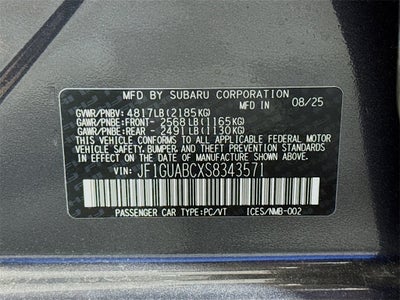 MFD. BY SUBARU CORPORATION
MADE IN 08/25
GVWR/PNBV: 4817LB(2185KG)
GAWR/PNBE:FRONT- 2568LB(1165KG)
GAWR/PNBE:REAR - 2491LB(1130KG)
THIS VEHICLE CONFORMS TO ALL APPLICABLE FEDERAL MOTOR
VEHICLE SAFETY, BUMPER, AND THEFT PREVENTION STANDARDS
IN EFFECT ON THE DATE OF MANUFACTURE SHOWN ABOVE.
VIN: JF1GUABCXS8343571
PASSENGER CAR TYPE:PC/VT ICES/NMB-002